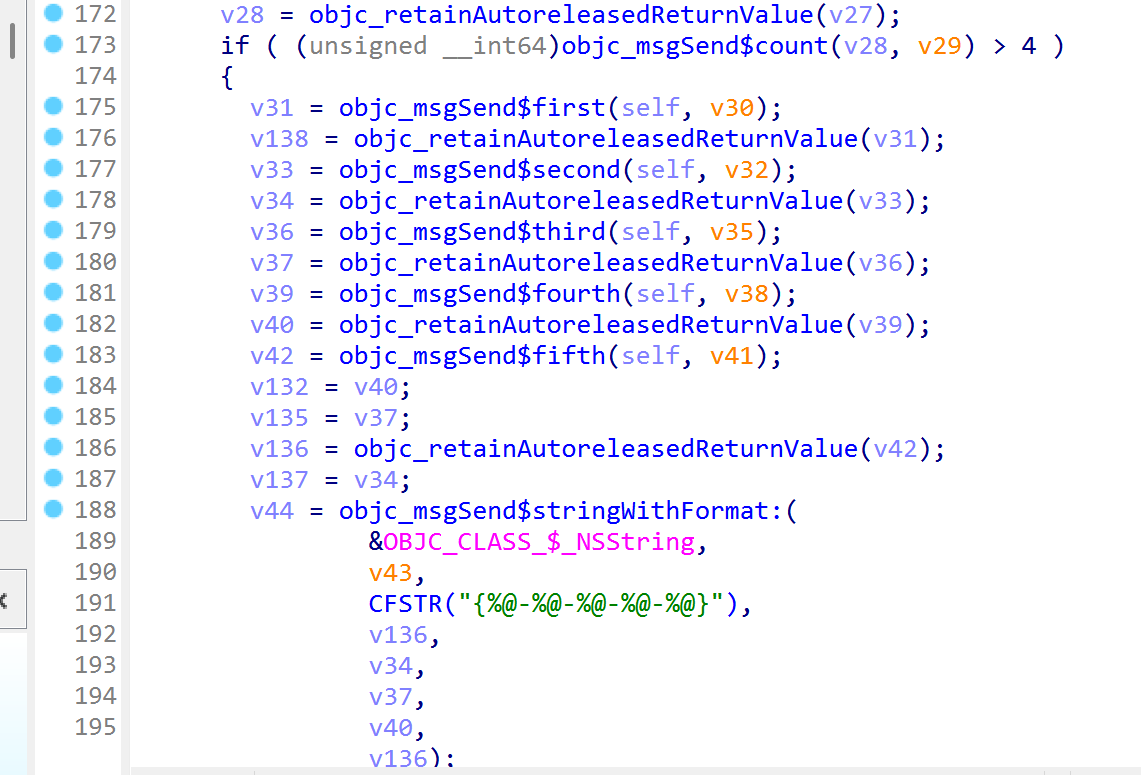 172 v28 = objc_retainAutoreleasedReturnValue(v27);
173 if ( (unsigned __int64)objc_msgSend$count(v28, v29) > 4 )
174 {
175 v31 = objc_msgSend$first(self, v30);
176 v138 = objc_retainAutoreleasedReturnValue(v31);
177 v33 = objc_msgSend$second(self, v32);
178 v34 = objc_retainAutoreleasedReturnValue(v33);
179 v36 = objc_msgSend$third(self, v35);
180 v37 = objc_retainAutoreleasedReturnValue(v36);
181 v39 = objc_msgSend$fourth(self, v38);
182 v40 = objc_retainAutoreleasedReturnValue(v39);
183 v42 = objc_msgSend$fifth(self, v41);
184 v132 = v40;
185 v135 = v37;
186 v136 = objc_retainAutoreleasedReturnValue(v42);
187 v137 = v34;
188 v44 = objc_msgSend$stringWithFormat:(
189 &OBJC_CLASS_$_NSString,
190 v43,
191 CFSTR("{%@-%@-%@-%@-%@}"),
192 v136,
193 v34,
194 v37,
195 v40,
v136);